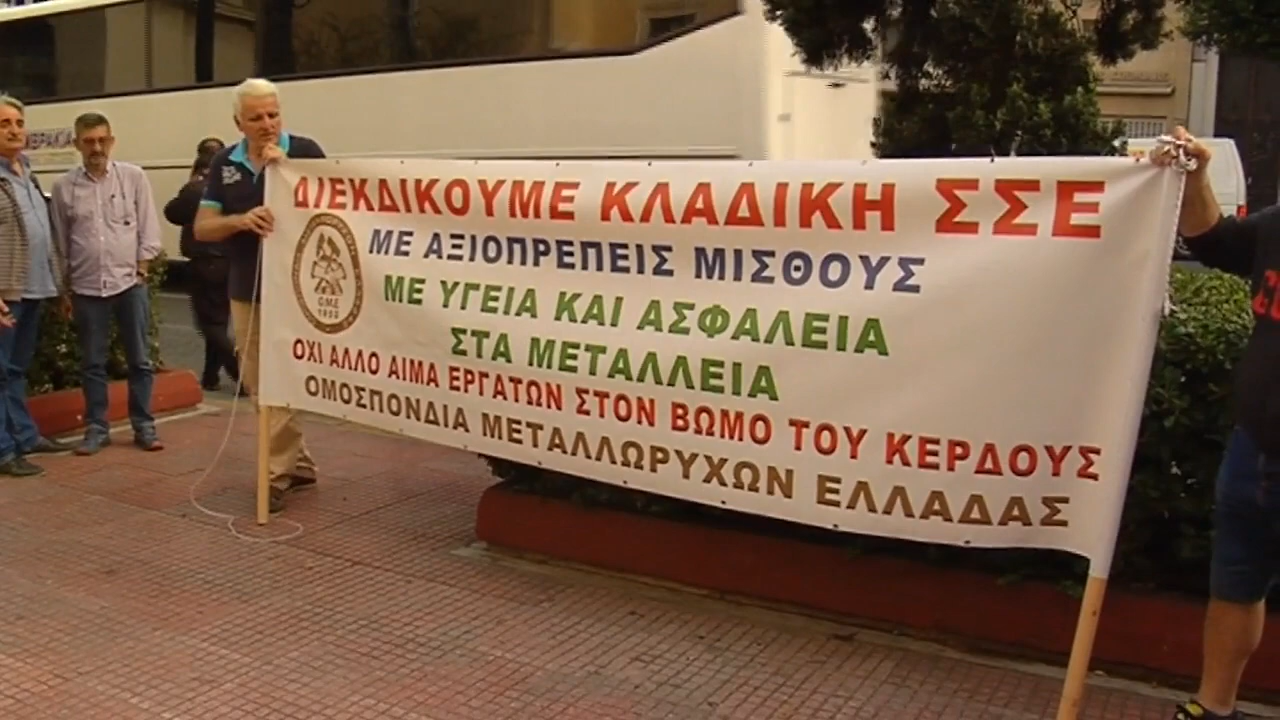 ΔΙΕΚΔΙΚΟΥΜΕ ΚΛΑΔΙΚΗ ΣΣΕ
ΜΕ ΑΞΙΟΠΡΕΠΕΙΣ ΜΙΣΘΟΥΣ
ΜΕ ΥΓΕΙΑ ΚΑΙ ΑΣΦΑΛΕΙΑ
ΣΤΑ ΜΕΤΑΛΛΕΙΑ
ΟΧΙ ΑΛΛΟ ΑΙΜΑ ΕΡΓΑΤΩΝ ΣΤΟΝ ΒΩΜΟ ΤΟΥ ΚΕΡΔΟΥΣ
ΟΜΟΣΠΟΝΔΙΑ ΜΕΤΑΛΛΩΡΥΧΩΝ ΕΛΛΑΔΑΣ
Ο.Μ.Ε